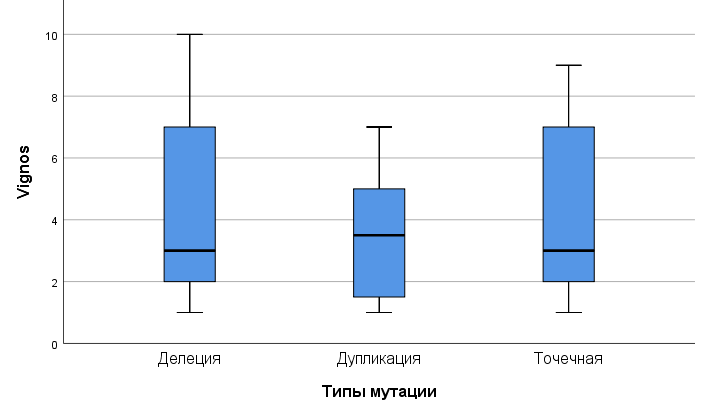 10
8
6
4
2
0
Vignos
Делеция
Дупликация
Точечная
Типы мутации